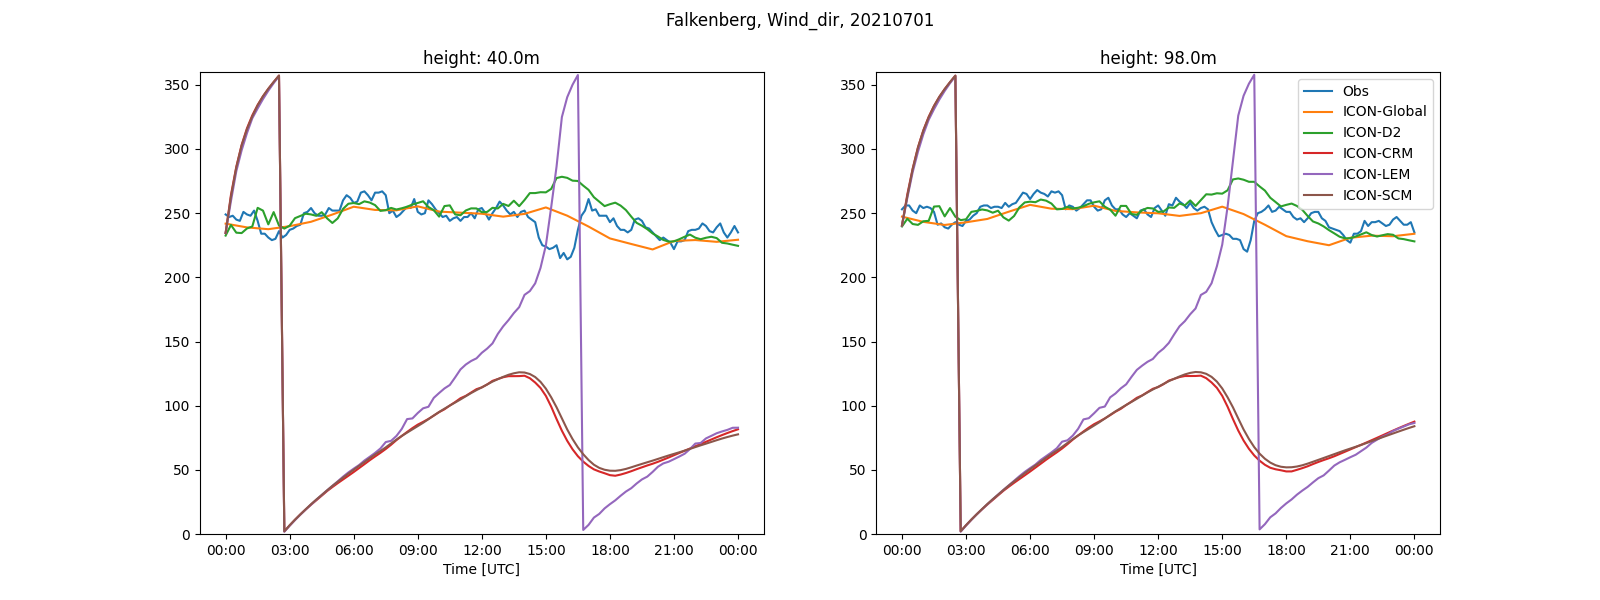 Falkenberg, Wind_dir, 20210701
height: 40.0m
350
300
250
200
150
100
50
0
00:00 03:00 06:00 09:00 12:00 15:00 18:00 21:00 00:00
Time [UTC]
height: 98.0m
350
300
250
200
150
100
50
0
00:00 03:00 06:00 09:00 12:00 15:00 18:00 21:00 00:00
Time [UTC]
Obs
ICON-Global
ICON-D2
ICON-CRM
ICON-LEM
ICON-SCM